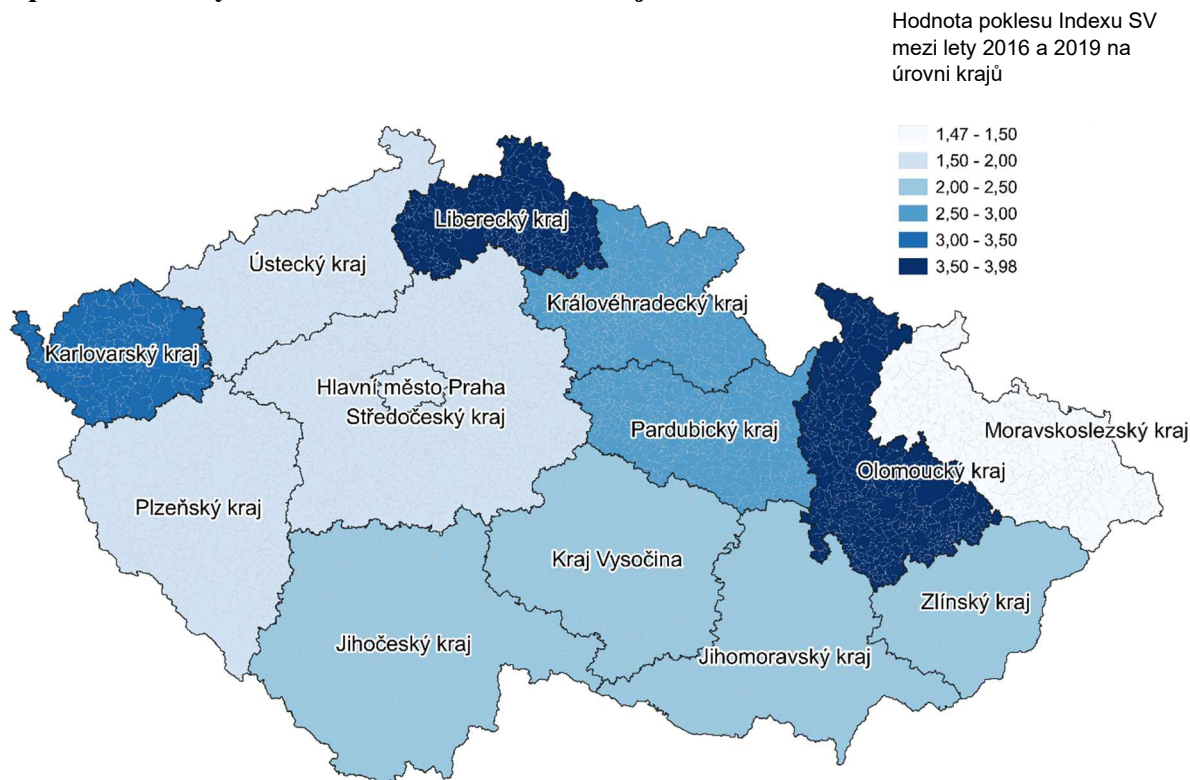 Hodnota poklesu Indexu SV
mezi lety 2016 a 2019 na
úrovni krajů
1,47 - 1,50
1,50 - 2,00
2,00 - 2,50
2,50 - 3,00
3,00 - 3,50
3,50 - 3,98
Liberecký kraj
Ústecký kraj
Královéhradecký kraj
Karlovarský kraj
Hlavní město Praha
Středočeský kraj
Pardubický kraj
Moravskoslezský kraj
Olomoucký kraj
Plzeňský kraj
Kraj Vysočina
Zlínský kraj
Jihočeský kraj
Jihomoravský kraj